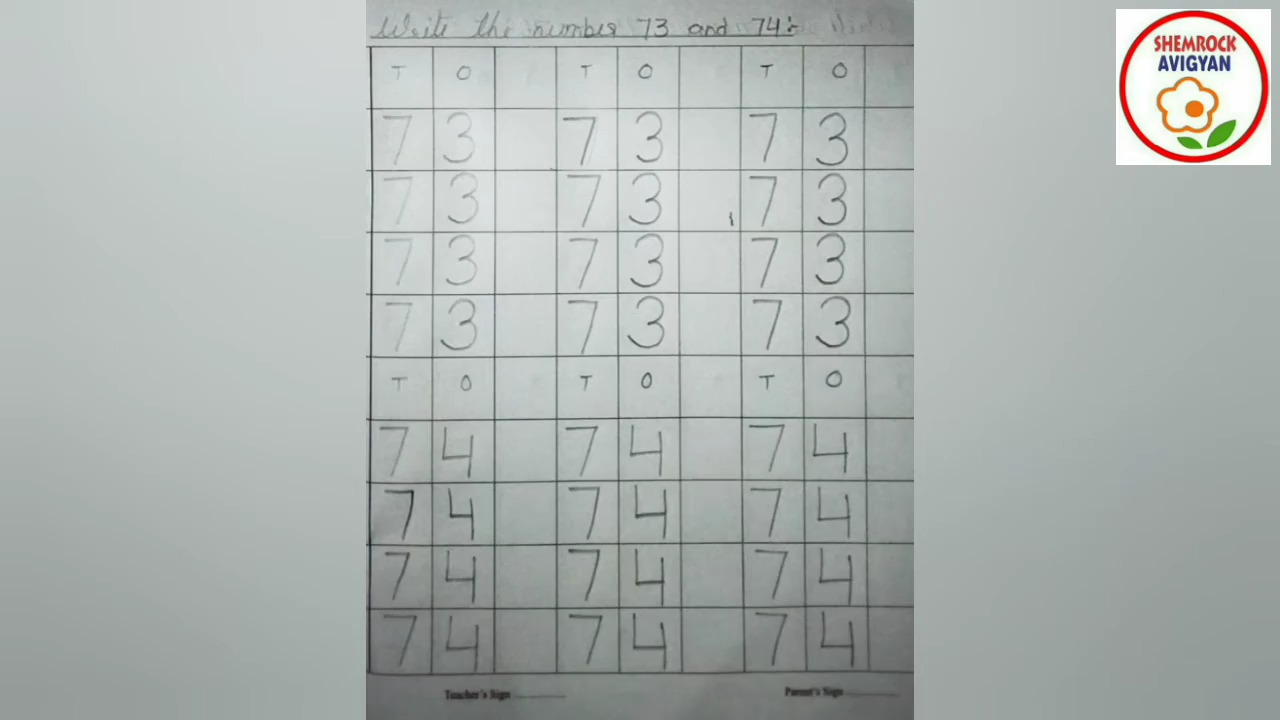 Write the number 73 and 74:-
SHEMROCK
AVIGYAN
T O T O T O
7 3 7 3 7 3
7 3 7 3 7 3
7 3 7 3 7 3
7 3 7 3 7 3
T O T O T O
7 4 7 4 7 4
7 4 7 4 7 4
7 4 7 4 7 4
7 4 7 4 7 4
Teacher's Sign ________ Parent's Sign ________